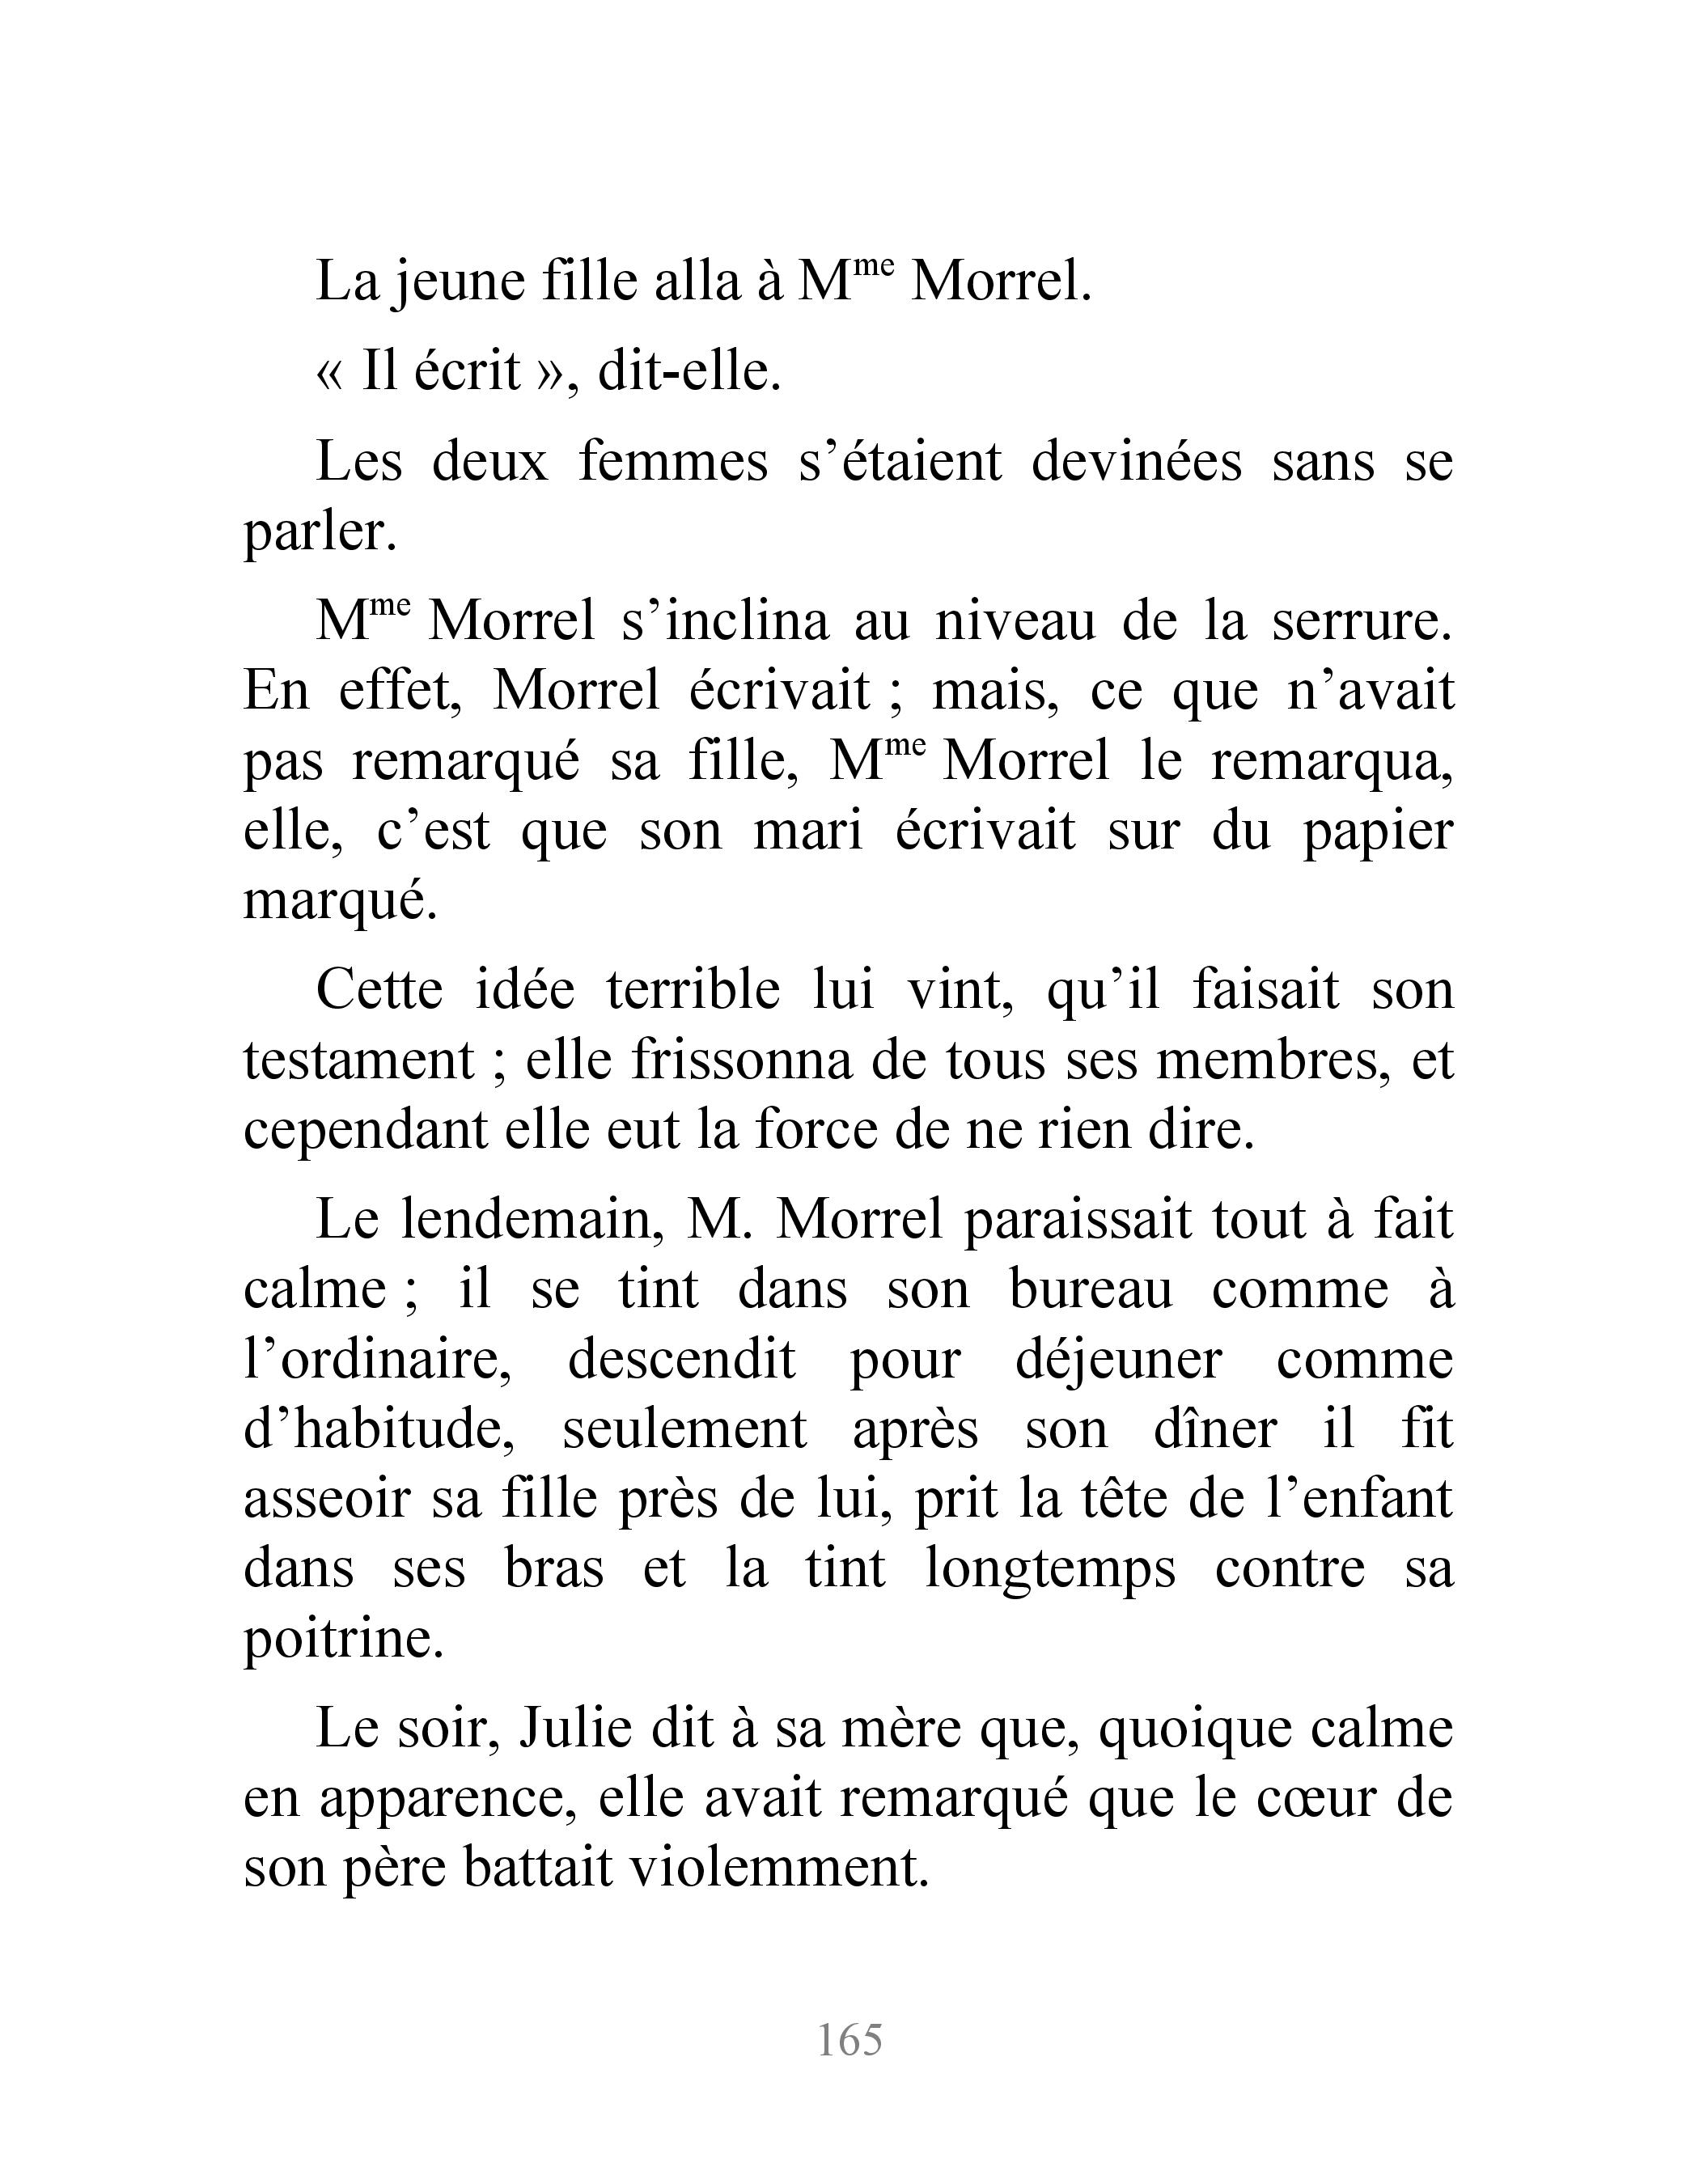 La jeune fille alla à Mme Morrel.
« Il écrit », dit-elle.
Les deux femmes s’étaient devinées sans se
parler.
Mme Morrel s’inclina au niveau de la serrure.
En effet, Morrel écrivait ; mais, ce que n’avait
pas remarqué sa fille, Mme Morrel le remarqua,
elle, c’est que son mari écrivait sur du papier
marqué.
Cette idée terrible lui vint, qu’il faisait son
testament ; elle frissonna de tous ses membres, et
cependant elle eut la force de ne rien dire.
Le lendemain, M. Morrel paraissait tout à fait
calme ; il se tint dans son bureau comme à
l’ordinaire, descendit pour déjeuner comme
d’habitude, seulement après son dîner il fit
asseoir sa fille près de lui, prit la tête de l’enfant
dans ses bras et la tint longtemps contre sa
poitrine.
Le soir, Julie dit à sa mère que, quoique calme
en apparence, elle avait remarqué que le cœur de
son père battait violemment.
165